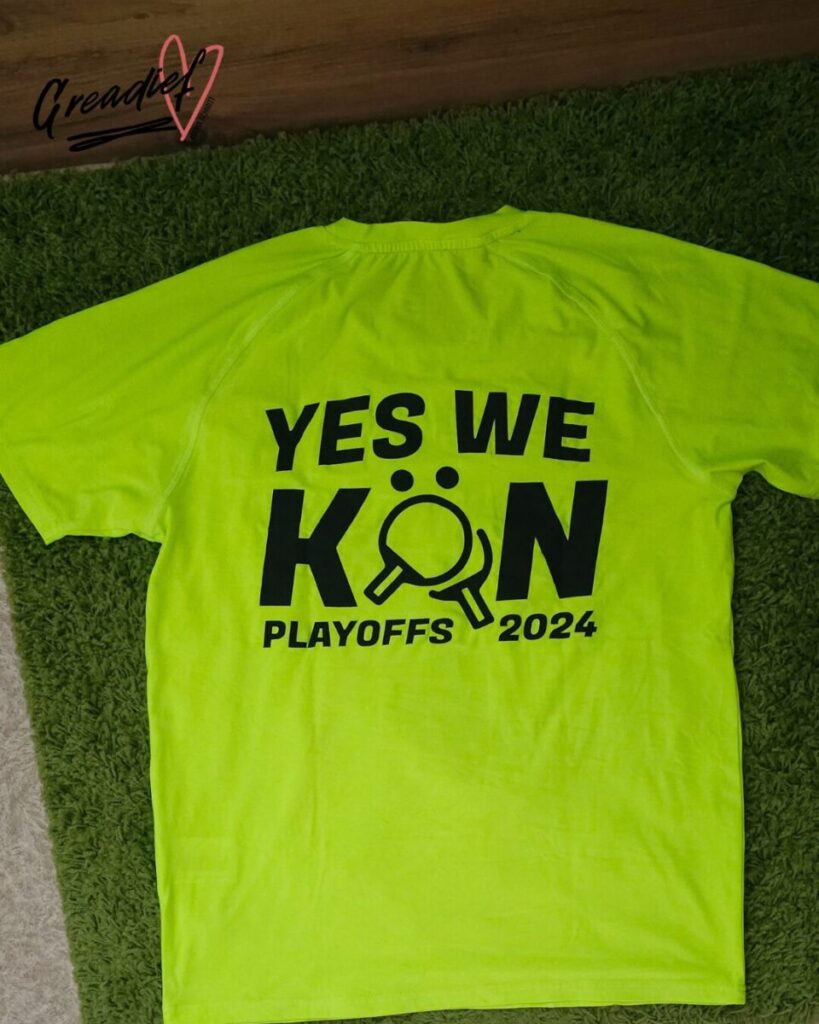 Greadief
YES WE
KÖN
PLAYOFFS 2024